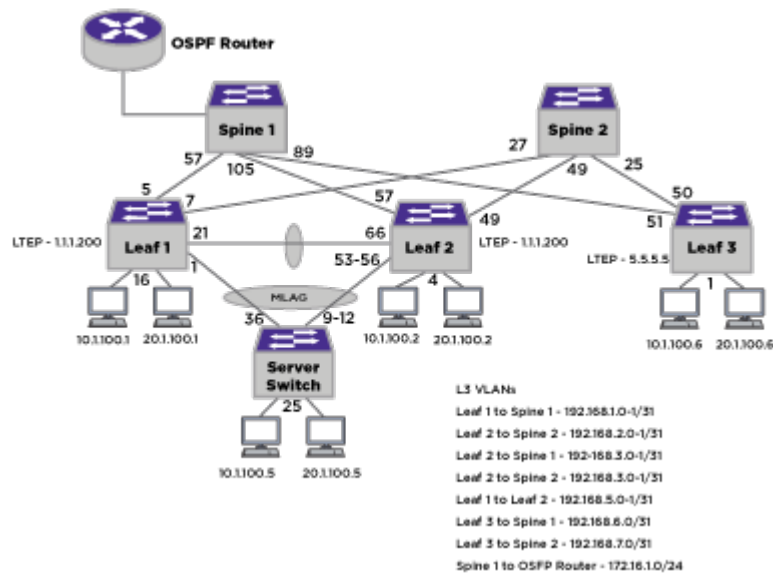 OSPF Router
Spine 1
Spine 2
57
105
89
27
49
25
5
7
57
49
50
51
LTEP - 1.1.1.200
Leaf 1
21
66
Leaf 2
LTEP - 1.1.1.200
Leaf 3
1
53-56
LTEP - 5.5.5.5
16
4
1
MLAG
10.1.100.1
20.1.100.1
36
9-12
10.1.100.2
20.1.100.2
10.1.100.6
20.1.100.6
Server
Switch
25
10.1.100.5
20.1.100.5
L3 VLANs
Leaf 1 to Spine 1 - 192.168.1.0-1/31
Leaf 2 to Spine 2 - 192.168.2.0-1/31
Leaf 2 to Spine 1 - 192-168.3.0-1/31
Leaf 2 to Spine 2 - 192.168.3.0-1/31
Leaf 1 to Leaf 2 - 192.168.5.0-1/31
Leaf 3 to Spine 1 - 192.168.6.0/31
Leaf 3 to Spine 2 - 192.168.7.0/31
Spine 1 to OSFP Router - 172.16.1.0/24